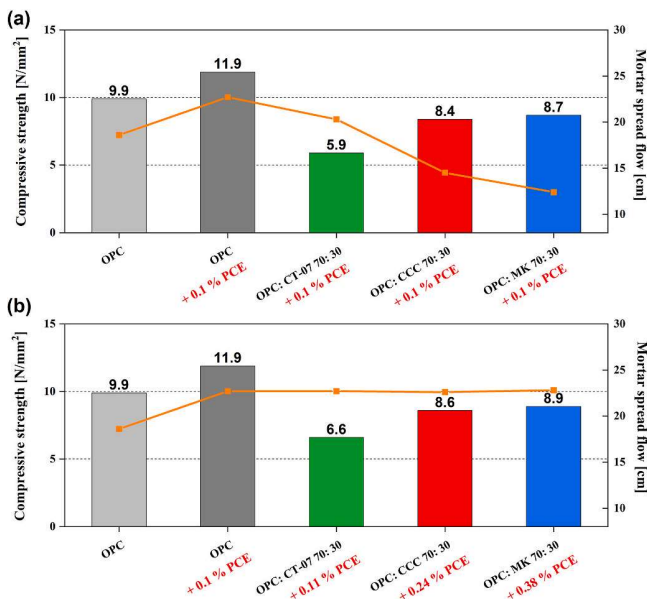 (a)
Compressive strength [N/mm²]
15
10
5
0
30
25
20
15
10
Mortar spread flow [cm]
9.9
11.9
5.9
8.4
8.7
OPC
OPC
+ 0.1 % PCE
OPC: CT-07 70: 30
+ 0.1 % PCE
OPC: CCC 70: 30
+ 0.1 % PCE
OPC: MK 70: 30
+ 0.1 % PCE
(b)
Compressive strength [N/mm²]
15
10
5
0
30
25
20
15
10
Mortar spread flow [cm]
9.9
11.9
6.6
8.6
8.9
OPC
OPC
+ 0.1 % PCE
OPC: CT-07 70: 30
+ 0.11 % PCE
OPC: CCC 70: 30
+ 0.24 % PCE
OPC: MK 70: 30
+ 0.38 % PCE